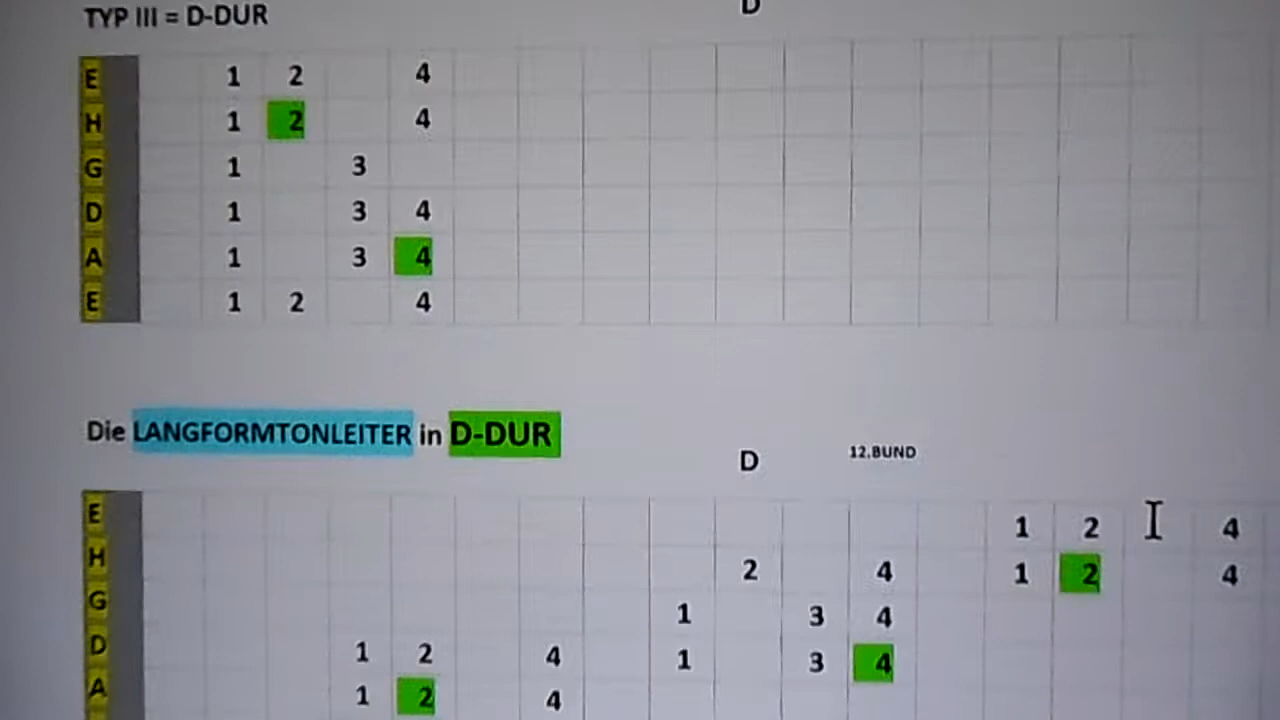 TYP III = D-DUR
D
E 1 2 4
H 1 2 4
G 1 3
D 1 3 4
A 1 3 4
E 1 2 4
Die LANGFORMTONLEITER in D-DUR
D 12.BUND
E 1 2 4
H 2 4 1 2 4
G 1 3 4
D 1 2 4 1 3 4
A 1 2 4